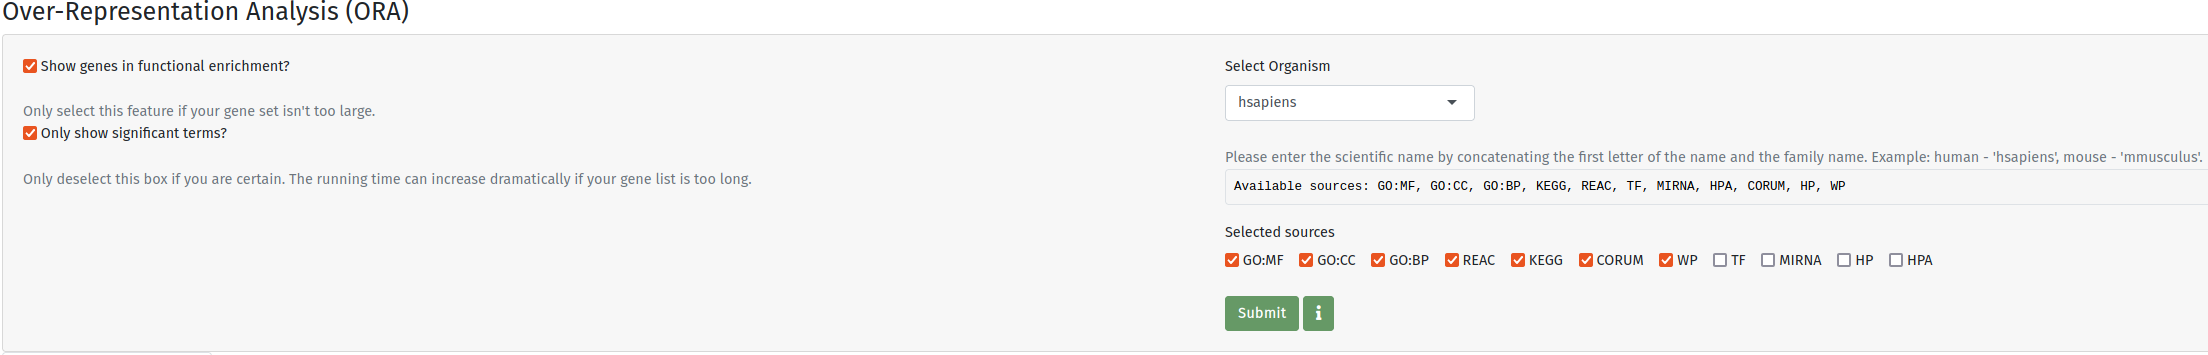 Over-Representation Analysis (ORA)
Show genes in functional enrichment?
Only select this feature if your gene set isn't too large.
Only show significant terms?
Only deselect this box if you are certain. The running time can increase dramatically if your gene list is too long.
Select Organism
hsapiens
Please enter the scientific name by concatenating the first letter of the name and the family name. Example: human - 'hsapiens', mouse - 'mmusculus'.
Available sources: GO:MF, GO:CC, GO:BP, KEGG, REAC, TF, MIRNA, HPA, CORUM, HP, WP
Selected sources
GO:MF GO:CC GO:BP REAC KEGG CORUM WP TF MIRNA HP HPA
Submit i